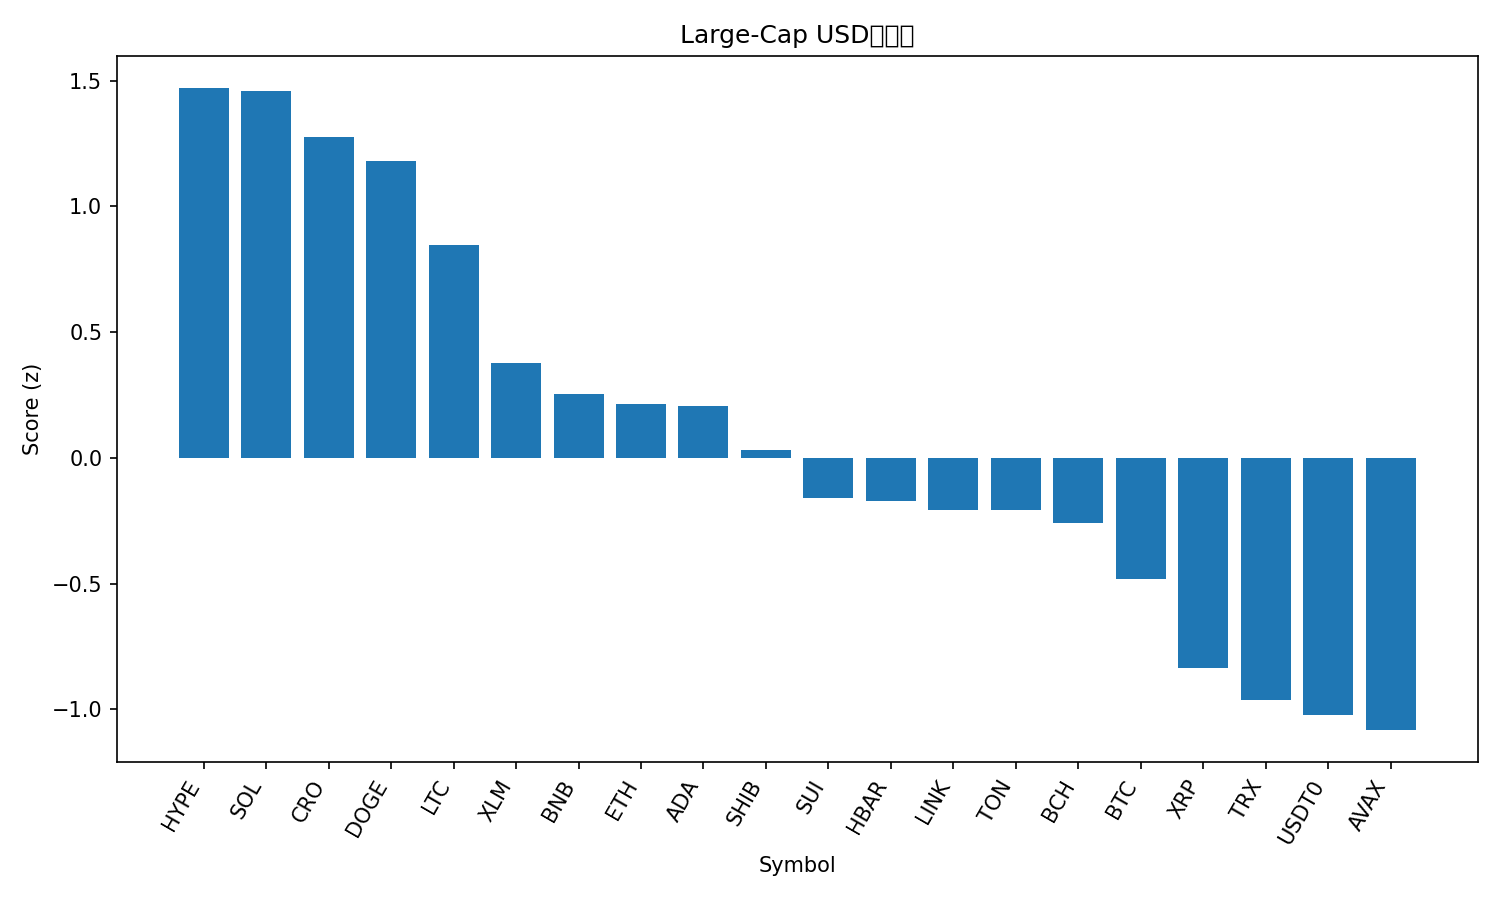 Large-Cap USD
1.5
1.0
0.5
0.0
−0.5
−1.0
Score (z)
HYPE
SOL
CRO
DOGE
LTC
XLM
BNB
ETH
ADA
SHIB
SUI
HBAR
LINK
TON
BCH
BTC
XRP
TRX
USDT0
AVAX
Symbol